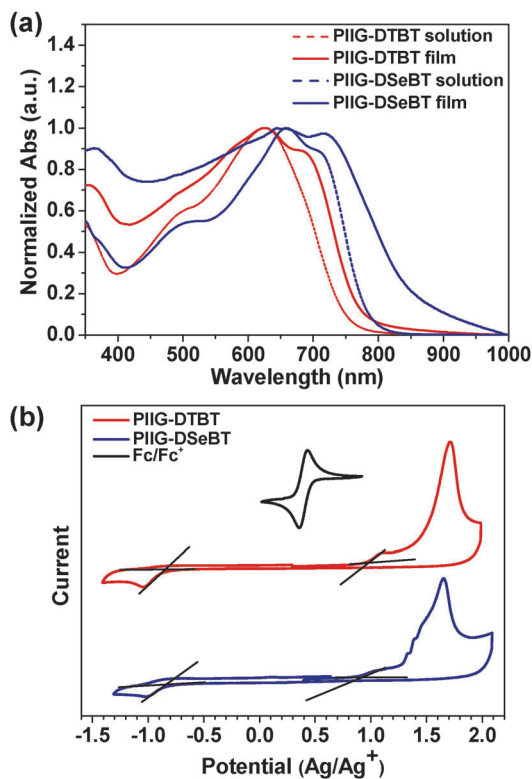 (a)
1.4
1.2
1.0
0.8
0.6
0.4
0.2
0.0
Normalized Abs (a.u.)
PIIG-DTBT solution
PIIG-DTBT film
PIIG-DSeBT solution
PIIG-DSeBT film
400 500 600 700 800 900 1000
Wavelength (nm)
(b)
PIIG-DTBT
PIIG-DSeBT
Fc/Fc+
Current
-1.5 -1.0 -0.5 0.0 0.5 1.0 1.5 2.0
Potential (Ag/Ag+)